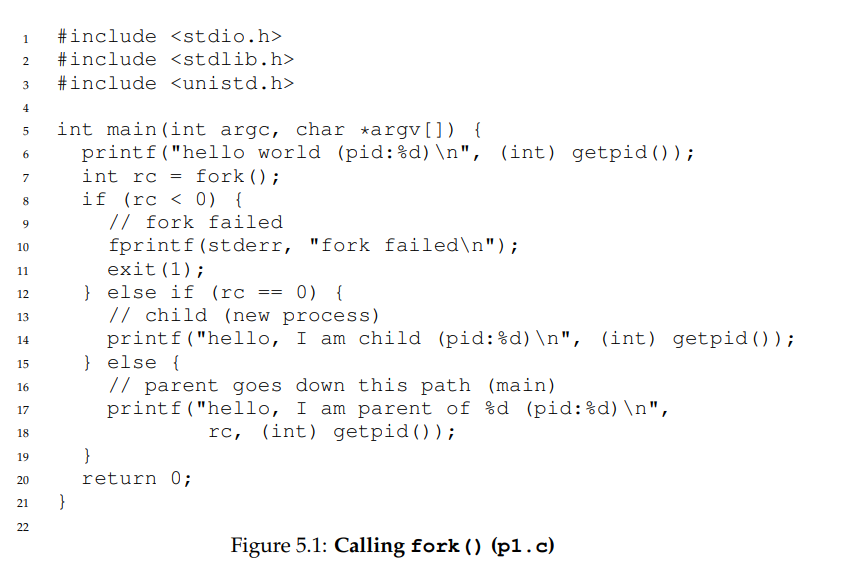 1 #include <stdio.h>
2 #include <stdlib.h>
3 #include <unistd.h>
4
5 int main(int argc, char *argv[]) {
6 printf("hello world (pid:%d)\n", (int) getpid());
7 int rc = fork();
8 if (rc < 0) {
9 // fork failed
10 fprintf(stderr, "fork failed\n");
11 exit(1);
12 } else if (rc == 0) {
13 // child (new process)
14 printf("hello, I am child (pid:%d)\n", (int) getpid());
15 } else {
16 // parent goes down this path (main)
17 printf("hello, I am parent of %d (pid:%d)\n",
18 rc, (int) getpid());
19 }
20 return 0;
21 }
22
Figure 5.1: Calling fork() (p1.c)